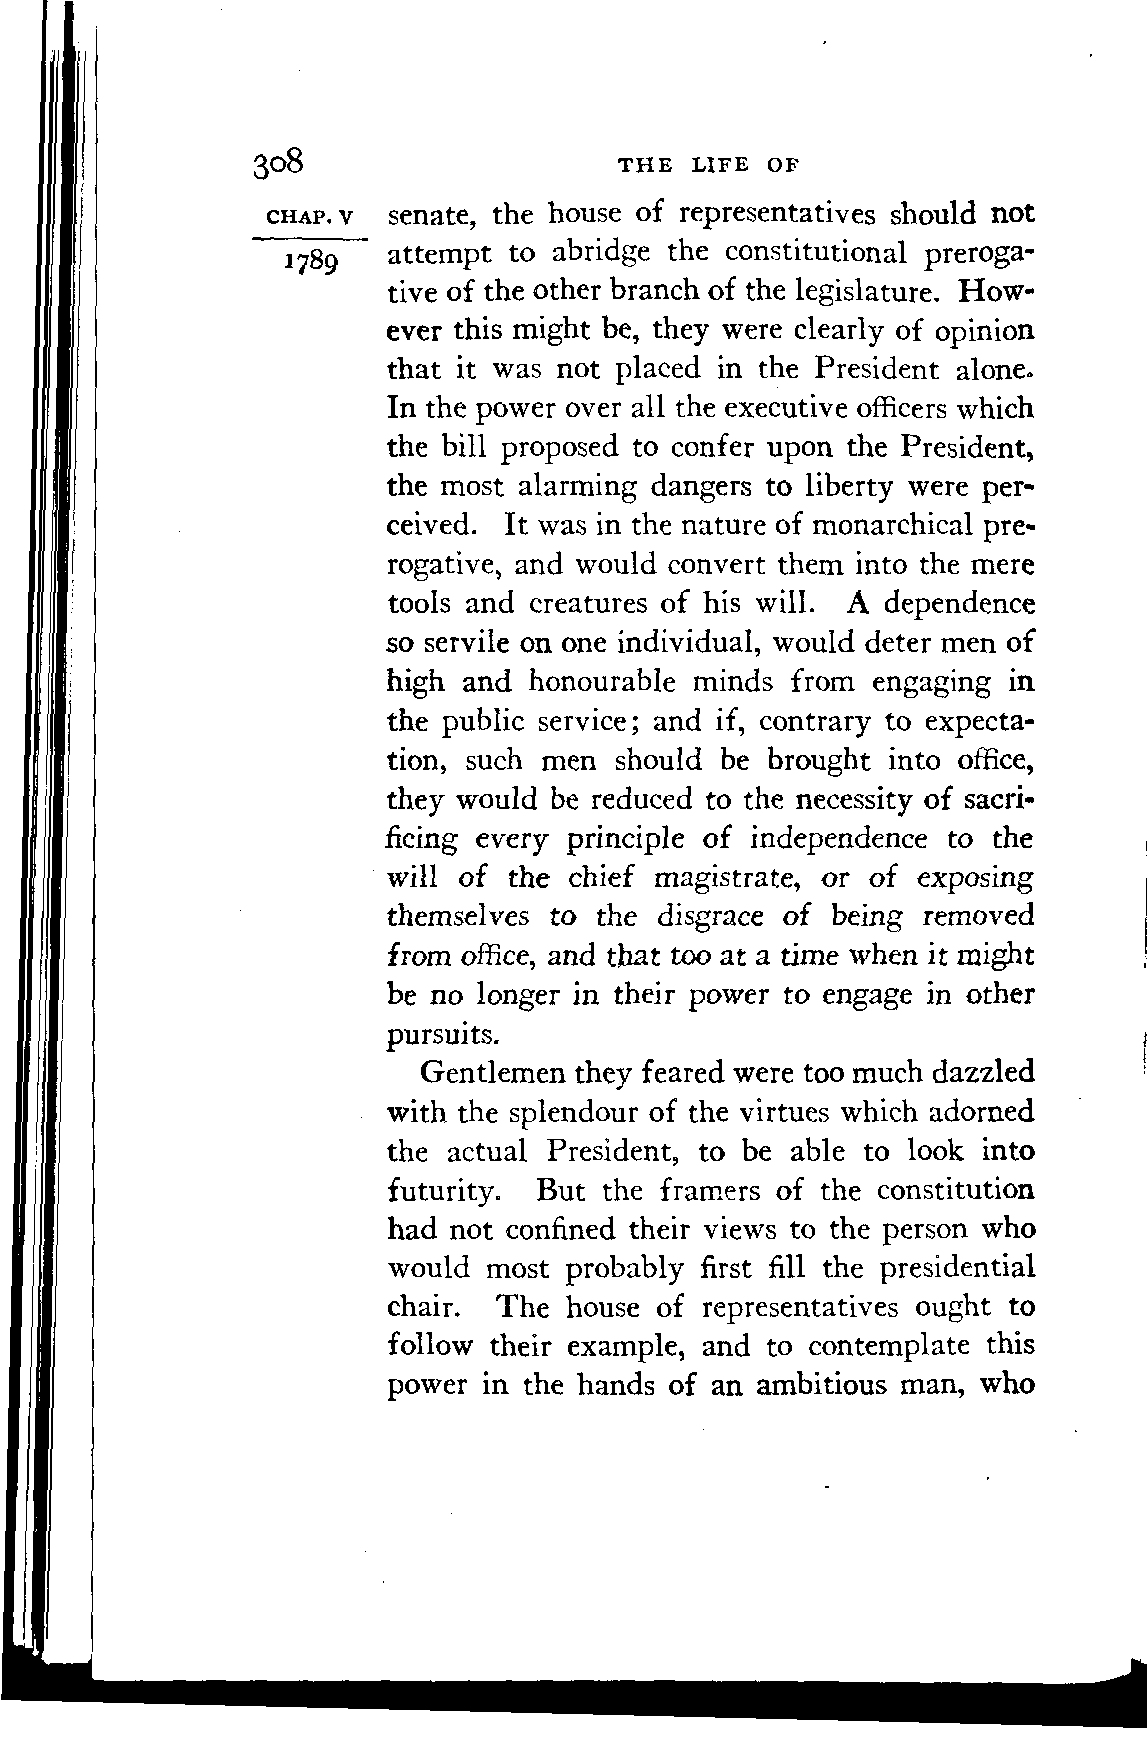 308
THE LIFE OF
CHAP. V
1789
senate, the house of representatives should not
attempt to abridge the constitutional preroga-
tive of the other branch of the legislature. How-
ever this might be, they were clearly of opinion
that it was not placed in the President alone.
In the power over all the executive officers which
the bill proposed to confer upon the President,
the most alarming dangers to liberty were per-
ceived. It was in the nature of monarchical pre-
rogative, and would convert them into the mere
tools and creatures of his will. A dependence
so servile on one individual, would deter men of
high and honourable minds from engaging in
the public service; and if, contrary to expecta-
tion, such men should be brought into office,
they would be reduced to the necessity of sacri-
ficing every principle of independence to the
will of the chief magistrate, or of exposing
themselves to the disgrace of being removed
from office, and that too at a time when it might
be no longer in their power to engage in other
pursuits.
Gentlemen they feared were too much dazzled
with the splendour of the virtues which adorned
the actual President, to be able to look into
futurity. But the framers of the constitution
had not confined their views to the person who
would most probably first fill the presidential
chair. The house of representatives ought to
follow their example, and to contemplate this
power in the hands of an ambitious man, who